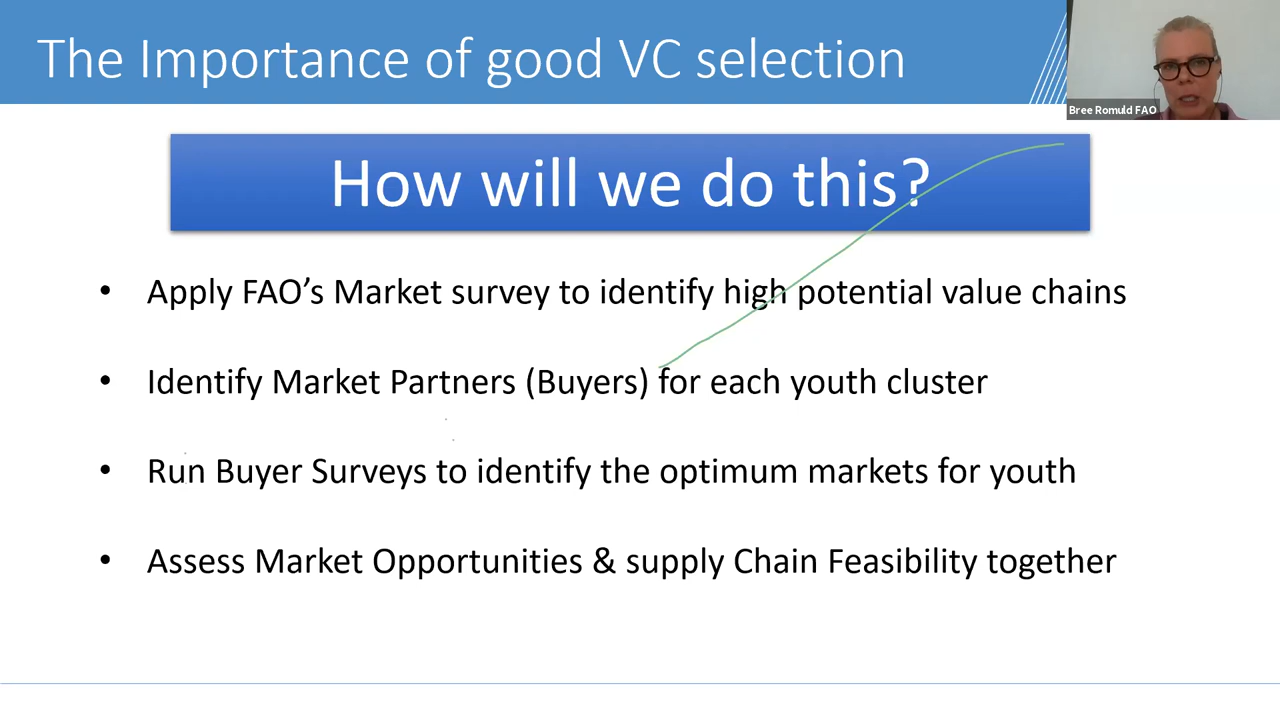 The Importance of good VC selection
Bree Romuld FAO
How will we do this?
• Apply FAO’s Market survey to identify high potential value chains
• Identify Market Partners (Buyers) for each youth cluster
• Run Buyer Surveys to identify the optimum markets for youth
• Assess Market Opportunities & supply Chain Feasibility together